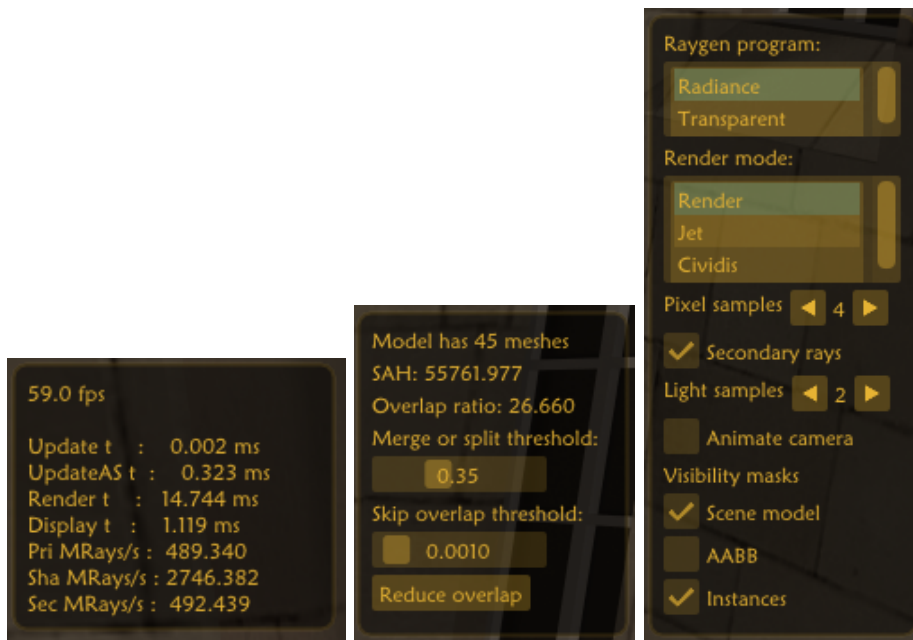 59.0 fps
Update t : 0.002 ms
UpdateAS t : 0.323 ms
Render t : 14.744 ms
Display t : 1.119 ms
Pri MRays/s : 489.340
Sha MRays/s : 2746.382
Sec MRays/s : 492.439
Model has 45 meshes
SAH: 55761.977
Overlap ratio: 26.660
Merge or split threshold:
0.35
Skip overlap threshold:
0.0010
Reduce overlap
Raygen program:
Radiance
Transparent
Render mode:
Render
Jet
Cividis
Pixel samples 4
Secondary rays
Light samples 2
Animate camera
Visibility masks
Scene model
AABB
Instances